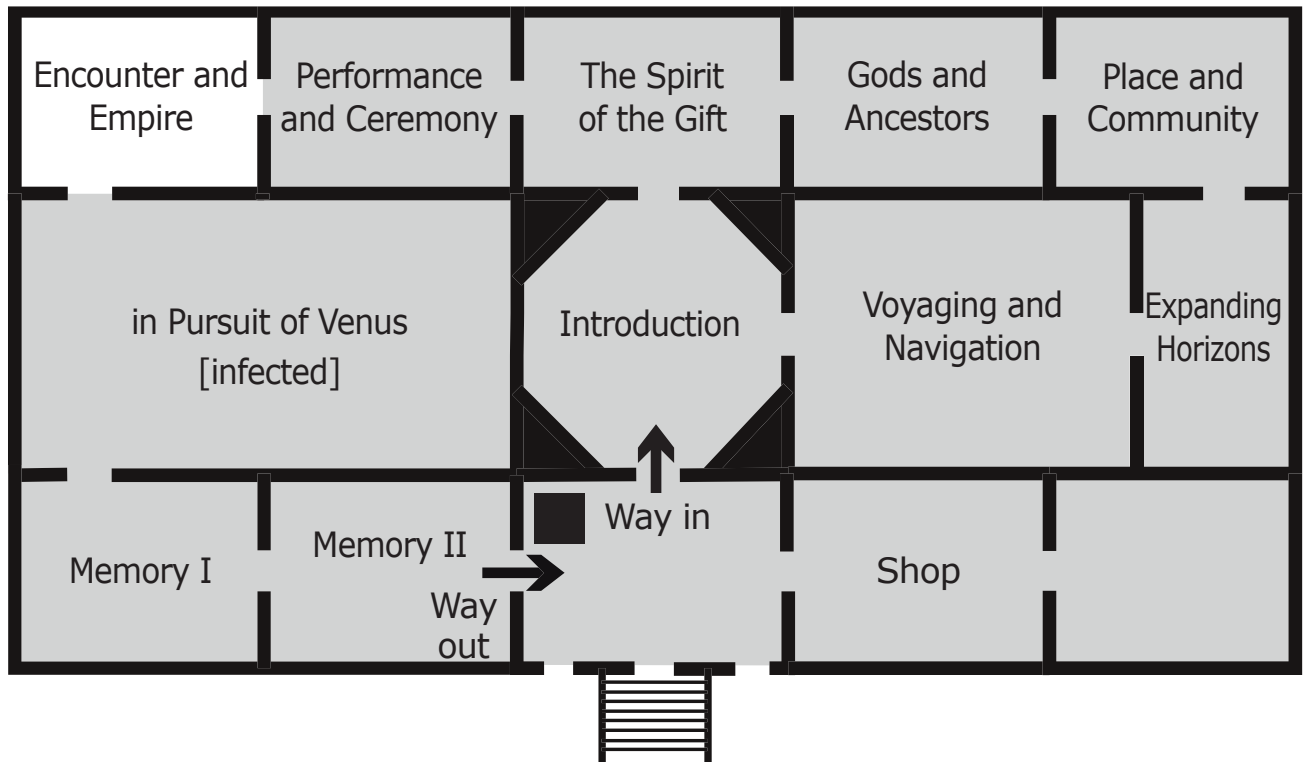 Encounter and
Empire
Performance
and Ceremony
The Spirit
of the Gift
Gods and
Ancestors
Place and
Community
in Pursuit of Venus
[infected]
Introduction
Voyaging and
Navigation
Expanding
Horizons
Memory I
Memory II
Way
out
Way in
Shop